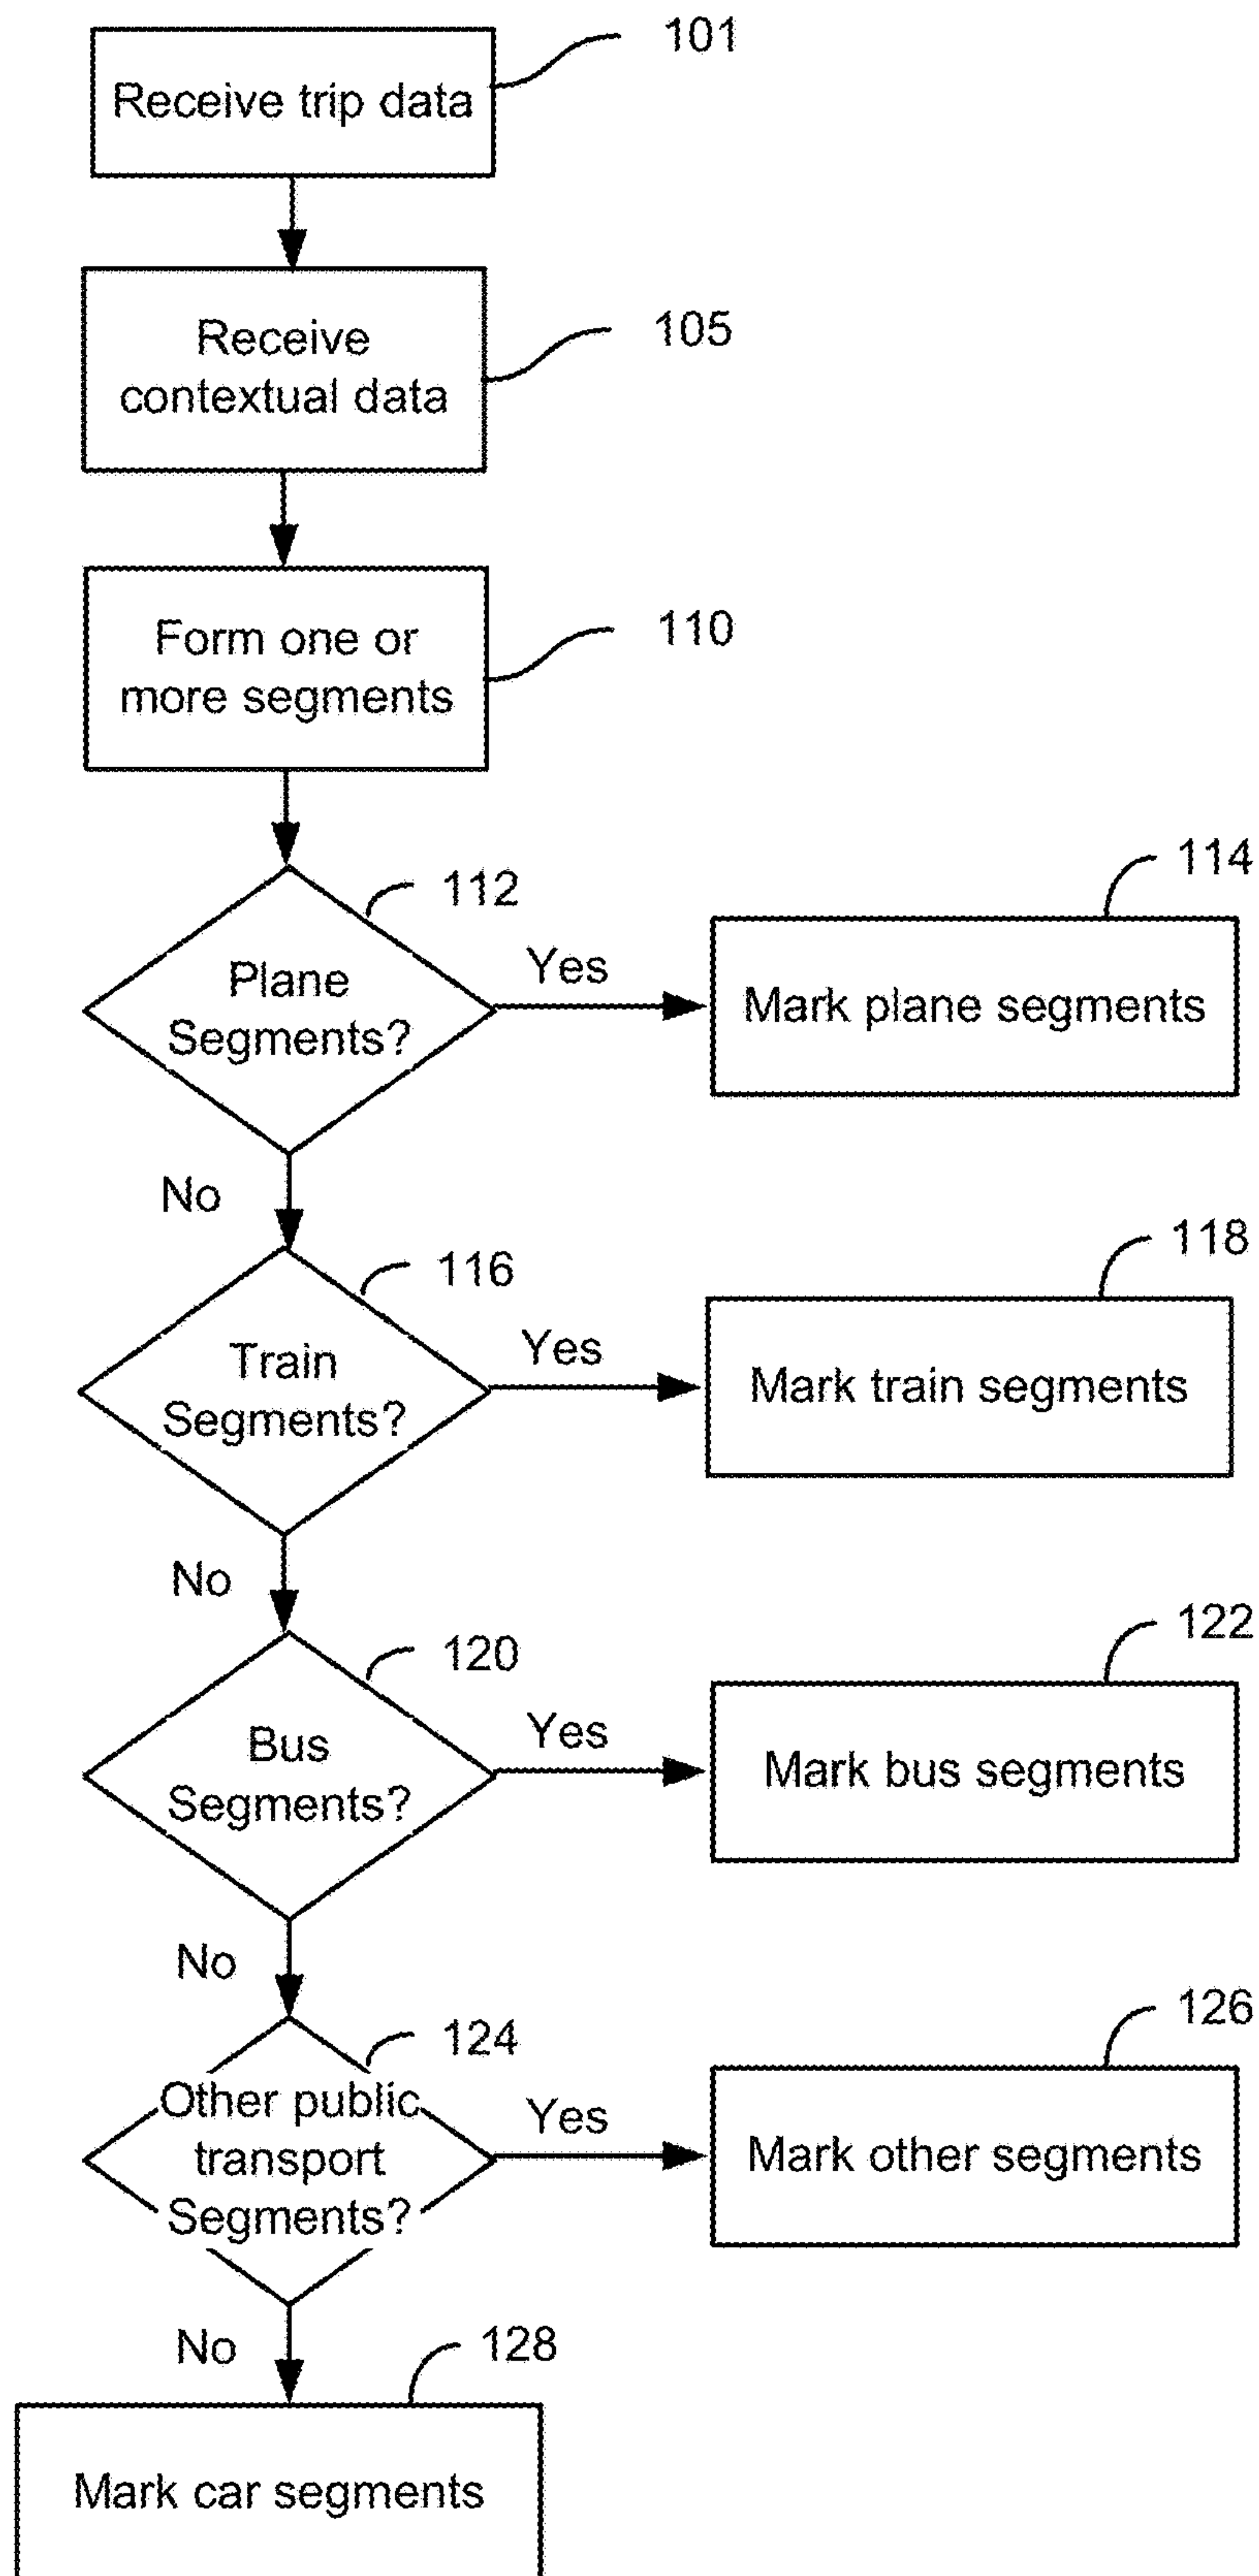 101
Receive trip data
105
Receive
contextual data
110
Form one or
more segments
112
114
Plane
Segments?
Yes
Mark plane segments
No
116
118
Train
Segments?
Yes
Mark train segments
No
120
122
Bus
Segments?
Yes
Mark bus segments
No
124
126
Other public
transport
Segments?
Yes
Mark other segments
No
128
Mark car segments